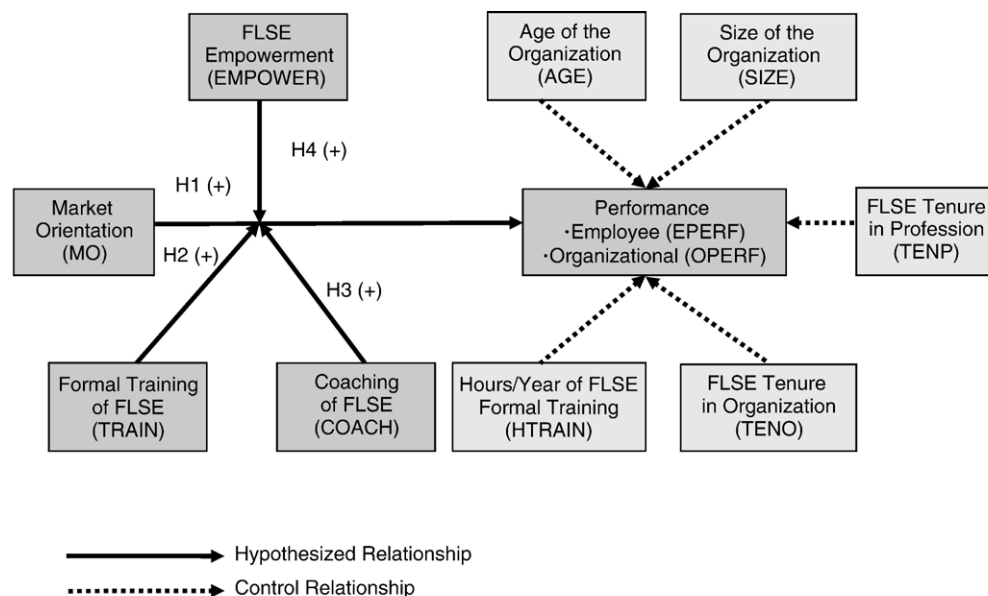 FLSE
Empowerment
(EMPOWER)
Age of the
Organization
(AGE)
Size of the
Organization
(SIZE)
H4 (+)
H1 (+)
Market
Orientation
(MO)
Performance
·Employee (EPERF)
·Organizational (OPERF)
FLSE Tenure
in Profession
(TENP)
H2 (+)
H3 (+)
Formal Training
of FLSE
(TRAIN)
Coaching
of FLSE
(COACH)
Hours/Year of FLSE
Formal Training
(HTRAIN)
FLSE Tenure
in Organization
(TENO)
Hypothesized Relationship
Control Relationship